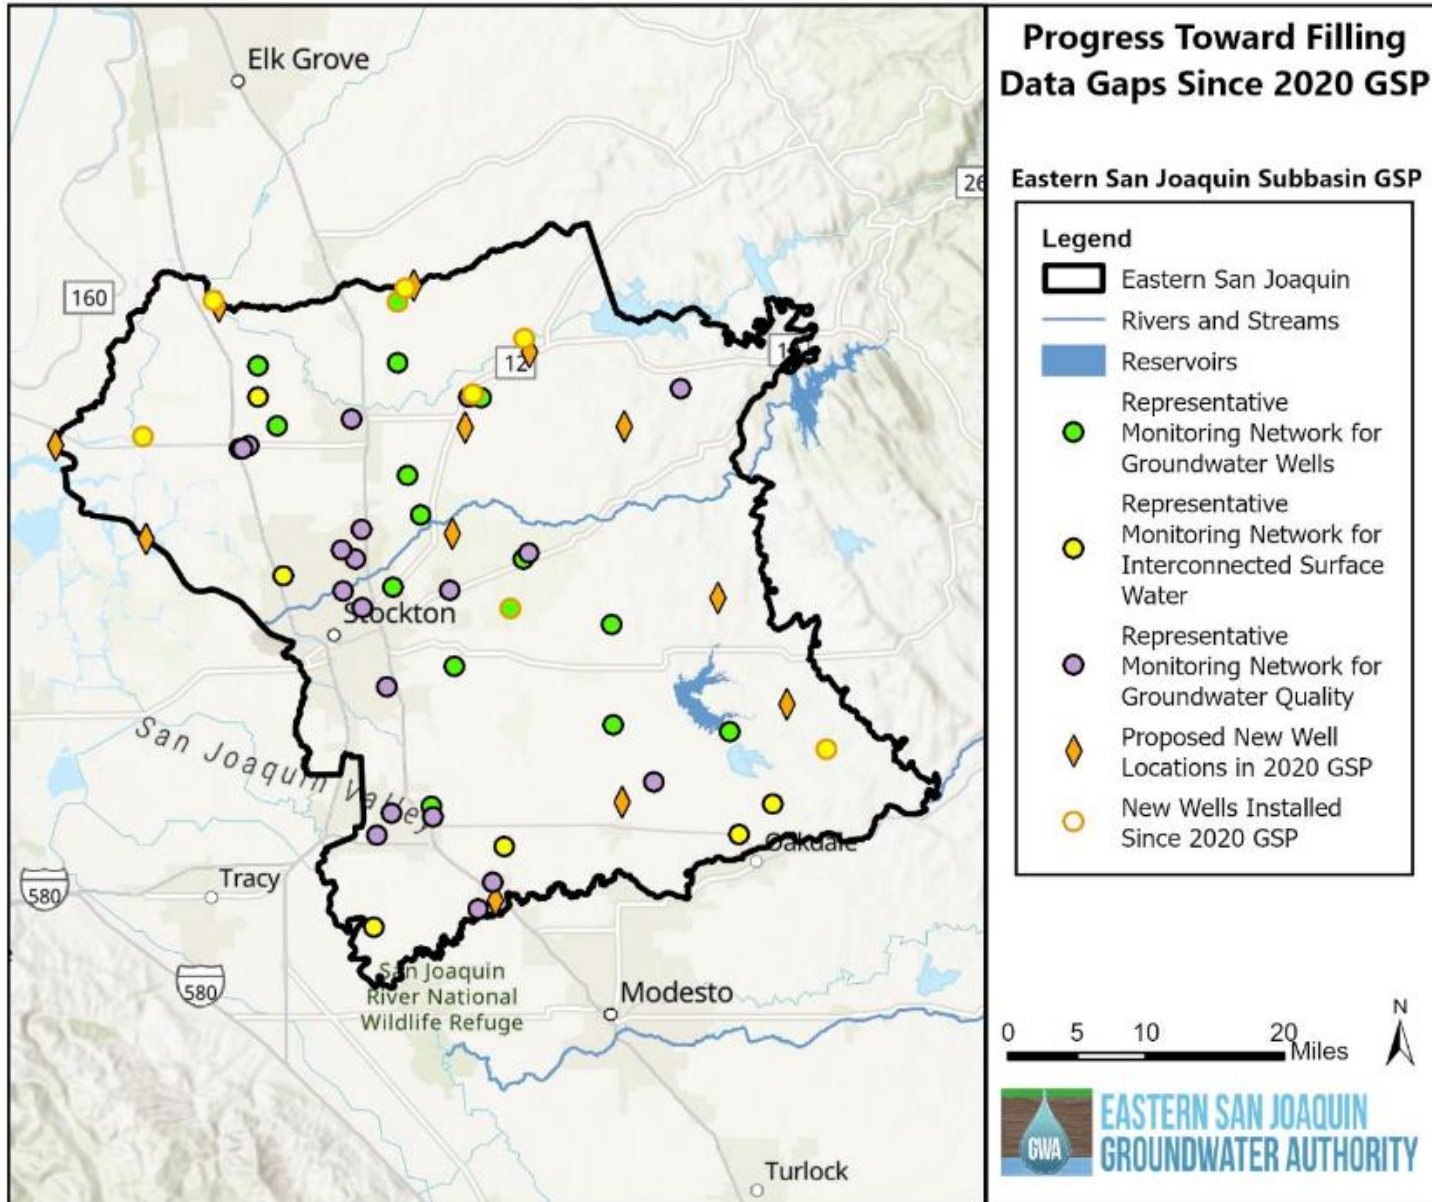 Elk Grove
160
26
12
Stockton
San Joaquin Valley
Oakdale
Tracy
580
580
San Joaquin
River National
Wildlife Refuge
Modesto
Turlock
Progress Toward Filling
Data Gaps Since 2020 GSP
Eastern San Joaquin Subbasin GSP
Legend
Eastern San Joaquin
Rivers and Streams
Reservoirs
Representative
Monitoring Network for
Groundwater Wells
Representative
Monitoring Network for
Interconnected Surface
Water
Representative
Monitoring Network for
Groundwater Quality
Proposed New Well
Locations in 2020 GSP
New Wells Installed
Since 2020 GSP
N
0 5 10 20
Miles
GWA
EASTERN SAN JOAQUIN
GROUNDWATER AUTHORITY